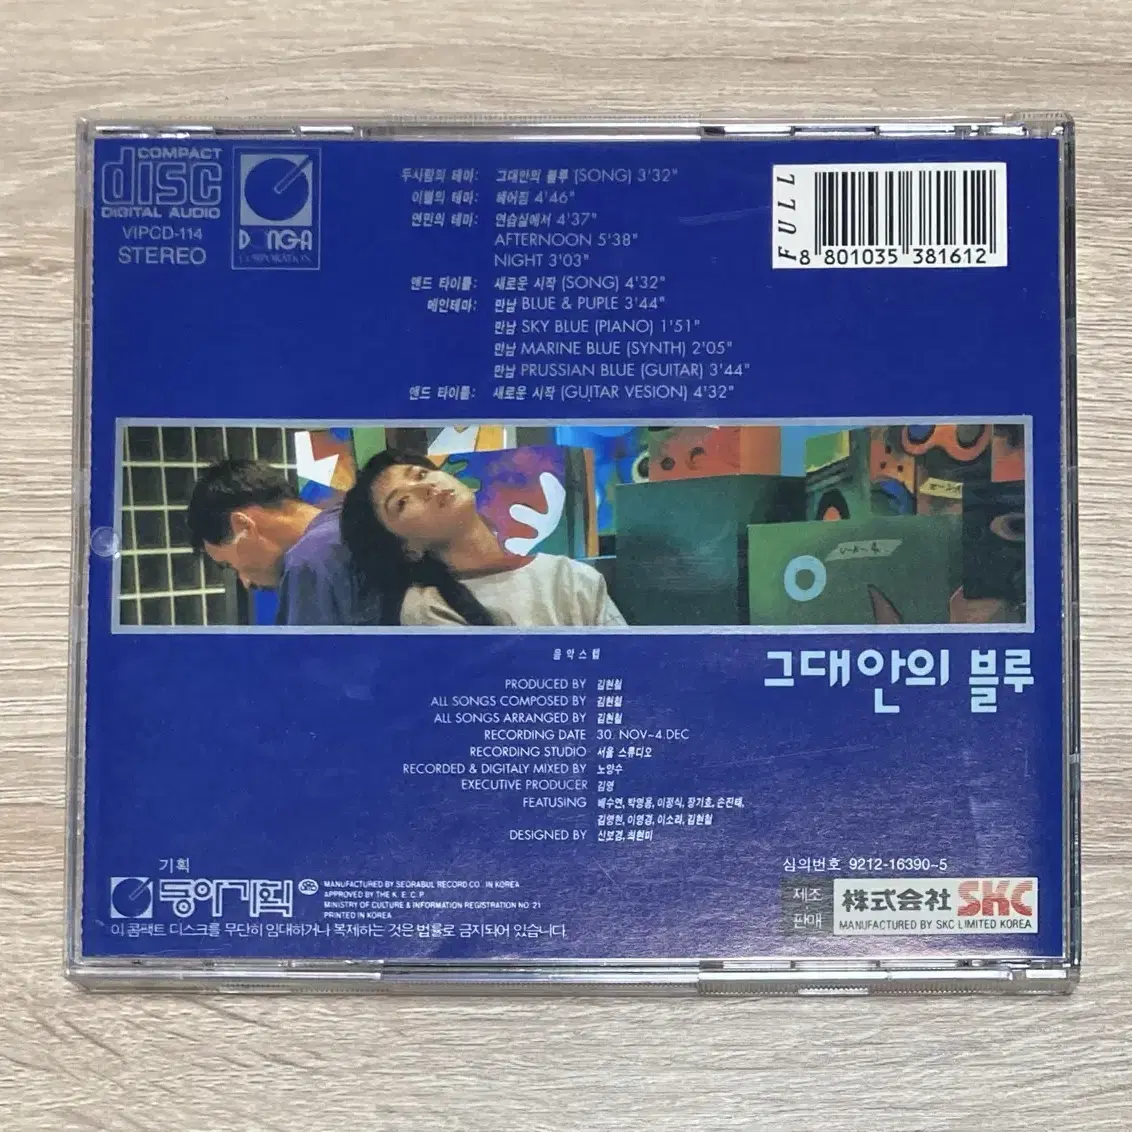 COMPACT
disc
DIGITAL AUDIO
VIPCD-114
STEREO
DONG-A
CORPORATION
두사람의 테마: 그대안의 블루 (SONG) 3'32"
이별의 테마: 헤어짐 4'46"
연민의 테마: 연습실에서 4'37"
AFTERNOON 5'38"
NIGHT 3'03"
앤드 타이틀: 새로운 시작 (SONG) 4'32"
메인테마: 만남 BLUE & PUPLE 3'44"
만남 SKY BLUE (PIANO) 1'51"
만남 MARINE BLUE (SYNTH) 2'05"
만남 PRUSSIAN BLUE (GUITAR) 3'44"
앤드 타이틀: 새로운 시작 (GUITAR VESION) 4'32"
FULL
8 801035 381612
그대안의 블루
음악스텝
PRODUCED BY 김현철
ALL SONGS COMPOSED BY 김현철
ALL SONGS ARRANGED BY 김현철
RECORDING DATE 30. NOV~4.DEC
RECORDING STUDIO 서울 스튜디오
RECORDED & DIGITALY MIXED BY 노양수
EXECUTIVE PRODUCER 김영
FEATUSING 배수연, 박영용, 이정식, 장기호, 손진태,
김영현, 이영경, 이소라, 김현철
DESIGNED BY 신보경, 최현미
기획
동아기획
SRB
MANUFACTURED BY SEORABUL RECORD CO. IN KOREA
APPROVED BY THE K. E. C. P.
MINISTRY OF CULTURE & INFORMATION REGISTRATION NO. 21
PRINTED IN KOREA
이 콤팩트 디스크를 무단히 임대하거나 복제하는 것은 법률로 금지되어 있습니다.
심의번호 9212-16390~5
제조
판매
株式会社 SKC
MANUFACTURED BY SKC LIMITED KOREA